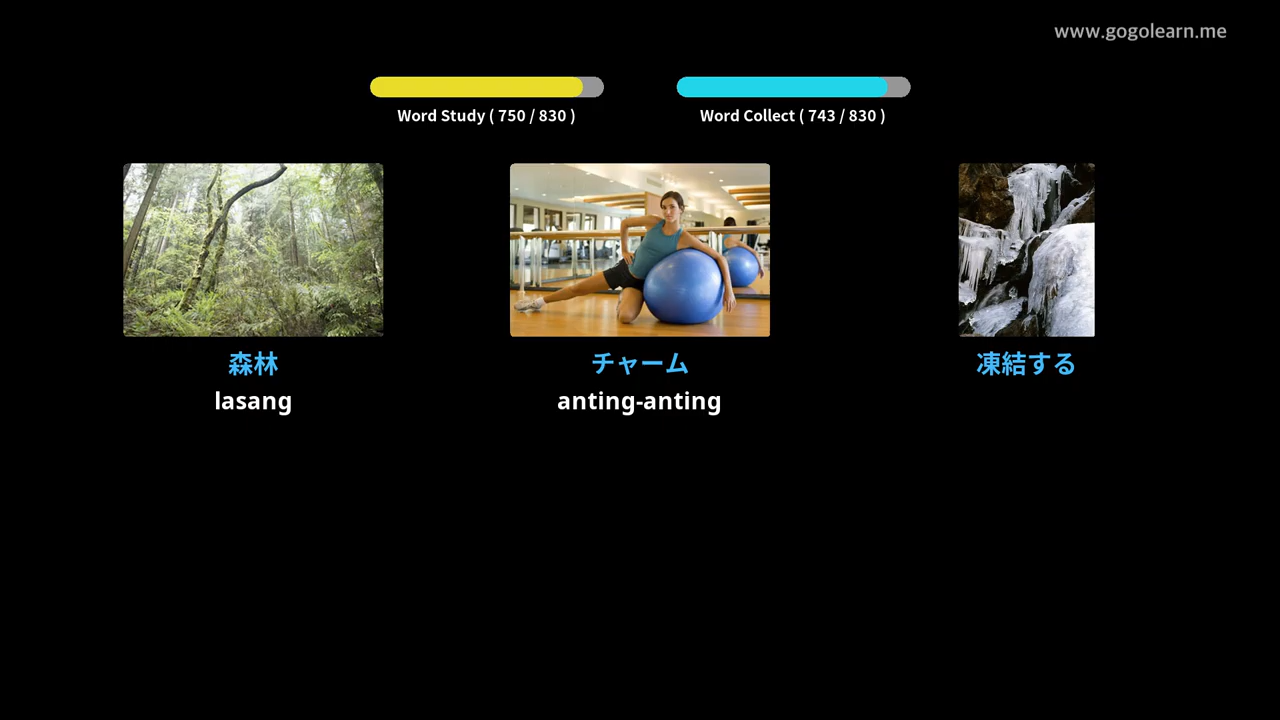 www.gogolearn.me
Word Study ( 750 / 830 )
Word Collect ( 743 / 830 )
森林
lasang
チャーム
anting-anting
凍結する